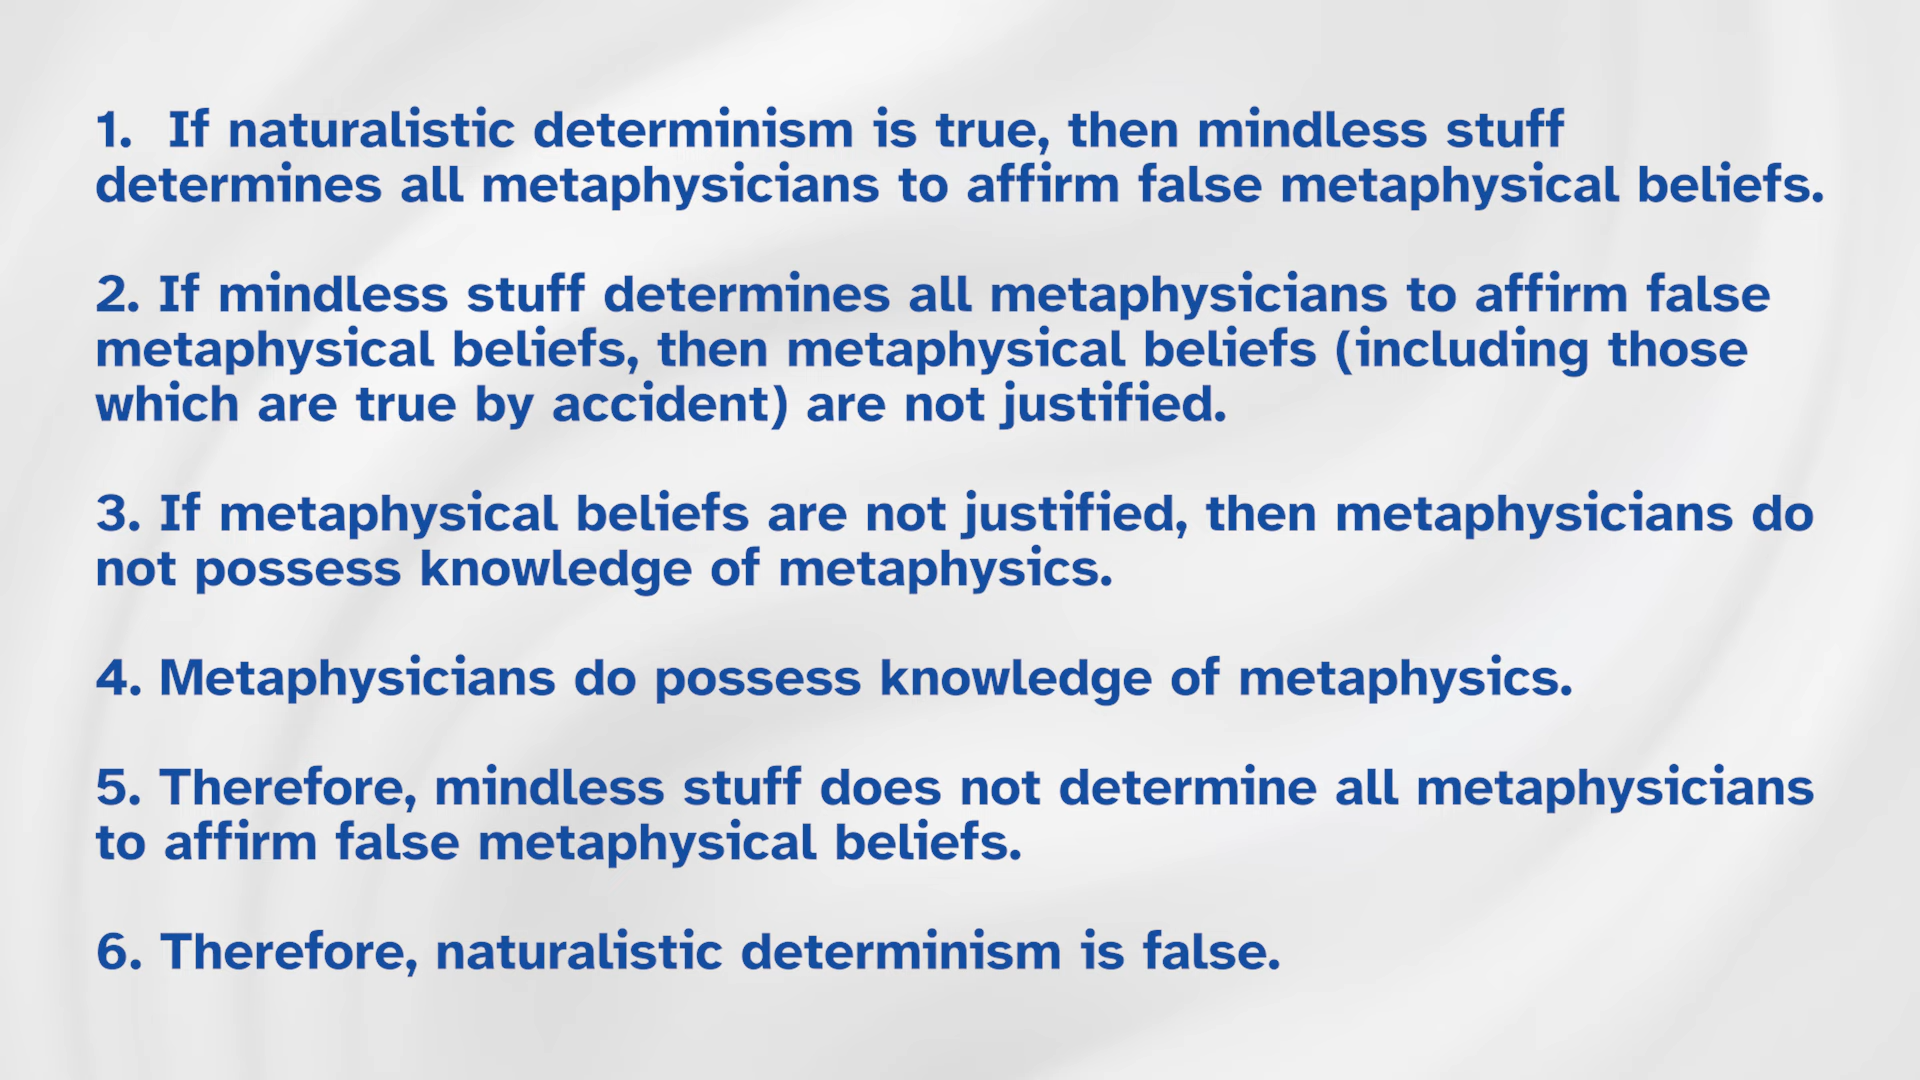 1. If naturalistic determinism is true, then mindless stuff
determines all metaphysicians to affirm false metaphysical beliefs.
2. If mindless stuff determines all metaphysicians to affirm false
metaphysical beliefs, then metaphysical beliefs (including those
which are true by accident) are not justified.
3. If metaphysical beliefs are not justified, then metaphysicians do
not possess knowledge of metaphysics.
4. Metaphysicians do possess knowledge of metaphysics.
5. Therefore, mindless stuff does not determine all metaphysicians
to affirm false metaphysical beliefs.
6. Therefore, naturalistic determinism is false.